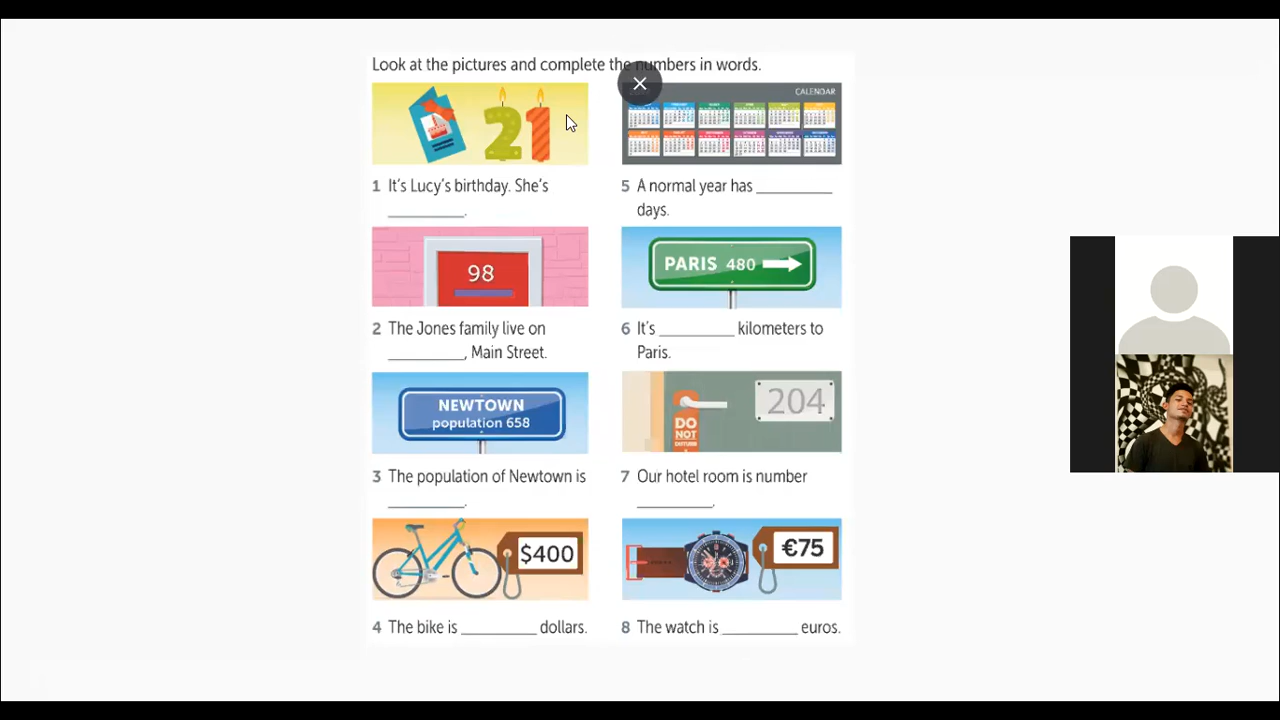 Look at the pictures and complete the numbers in words.
21
1 It's Lucy's birthday. She's
__________.
98
2 The Jones family live on
__________, Main Street.
NEWTOWN
population 658
3 The population of Newtown is
__________.
$400
4 The bike is __________ dollars.
CALENDAR
5 A normal year has __________
days.
PARIS 480
6 It's __________ kilometers to
Paris.
204
DO
NOT
DISTURB
7 Our hotel room is number
__________.
€75
8 The watch is __________ euros.